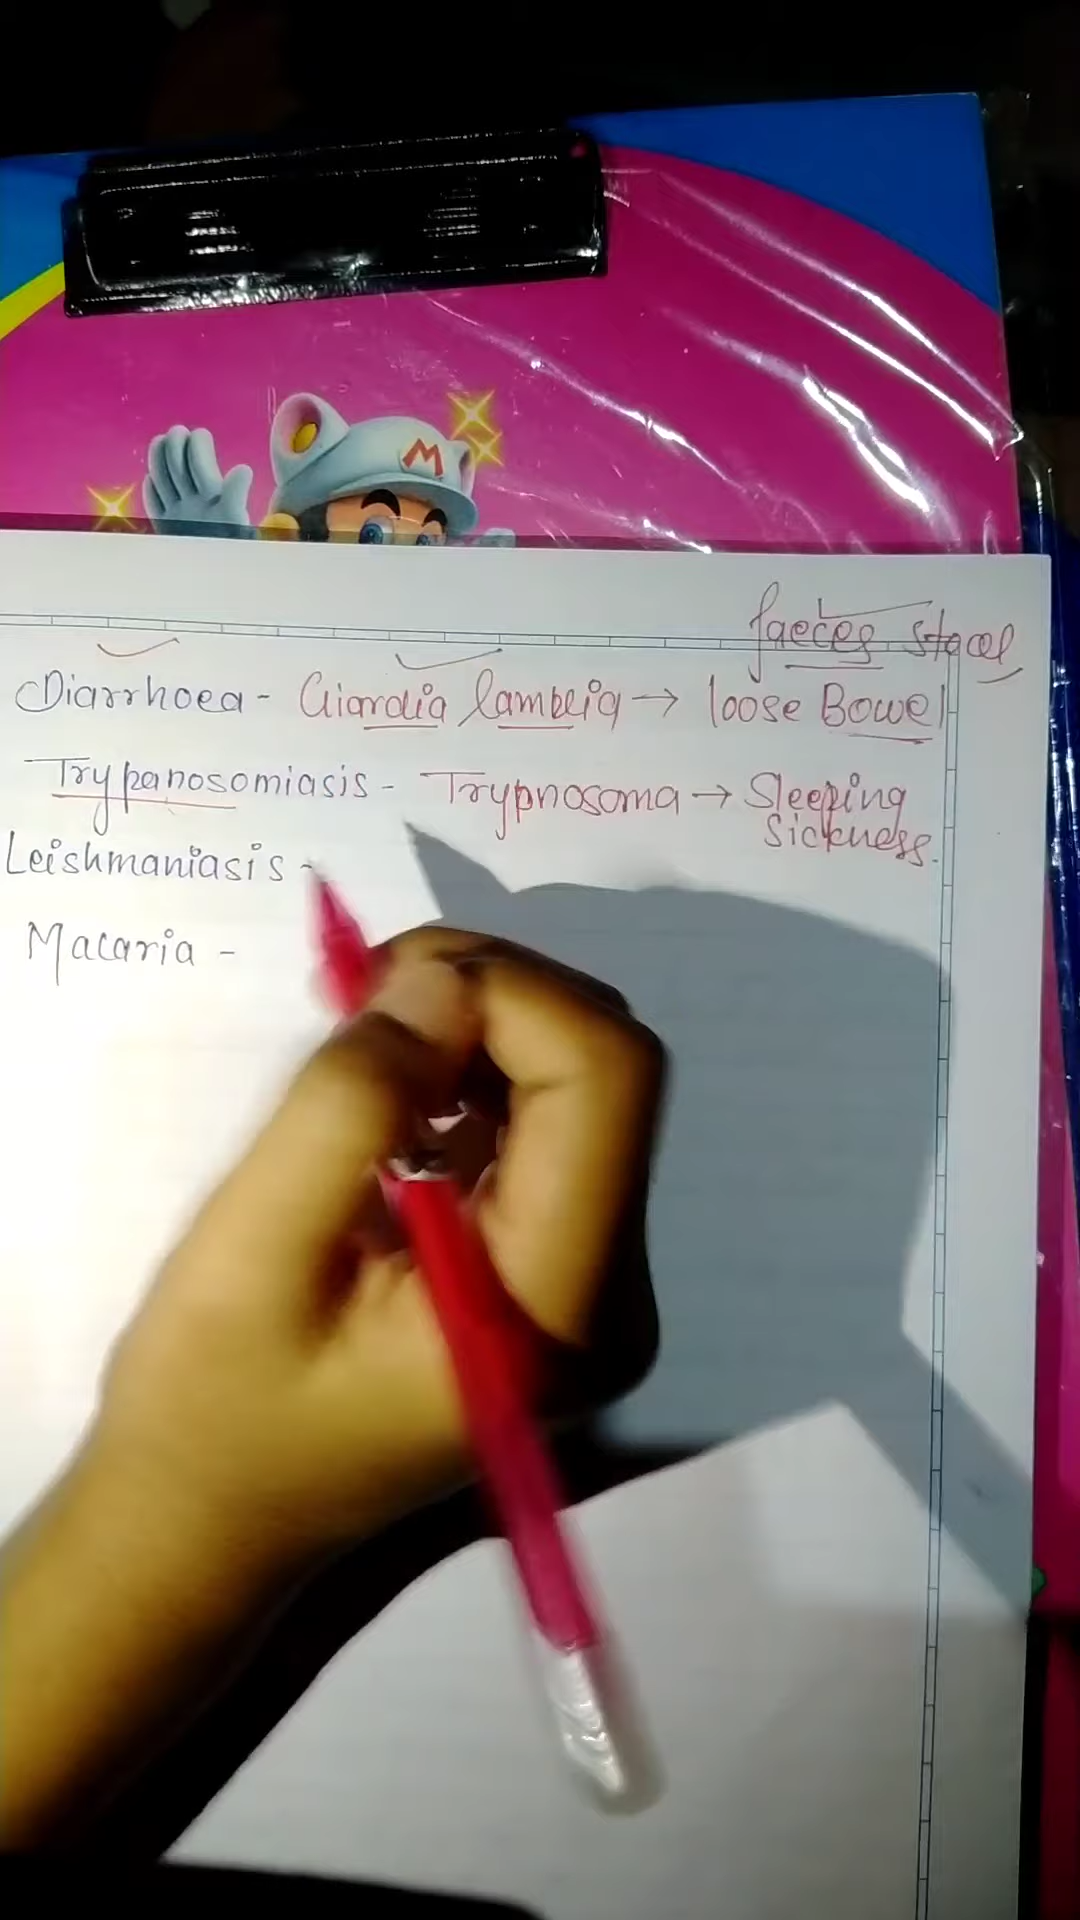 M
faeces stool
Diarrhoea - Giardia lamblia → loose Bowel
Trypanosomiasis - Trypnosoma → Sleeping
Sickness.
Leishmaniasis -
Malaria -